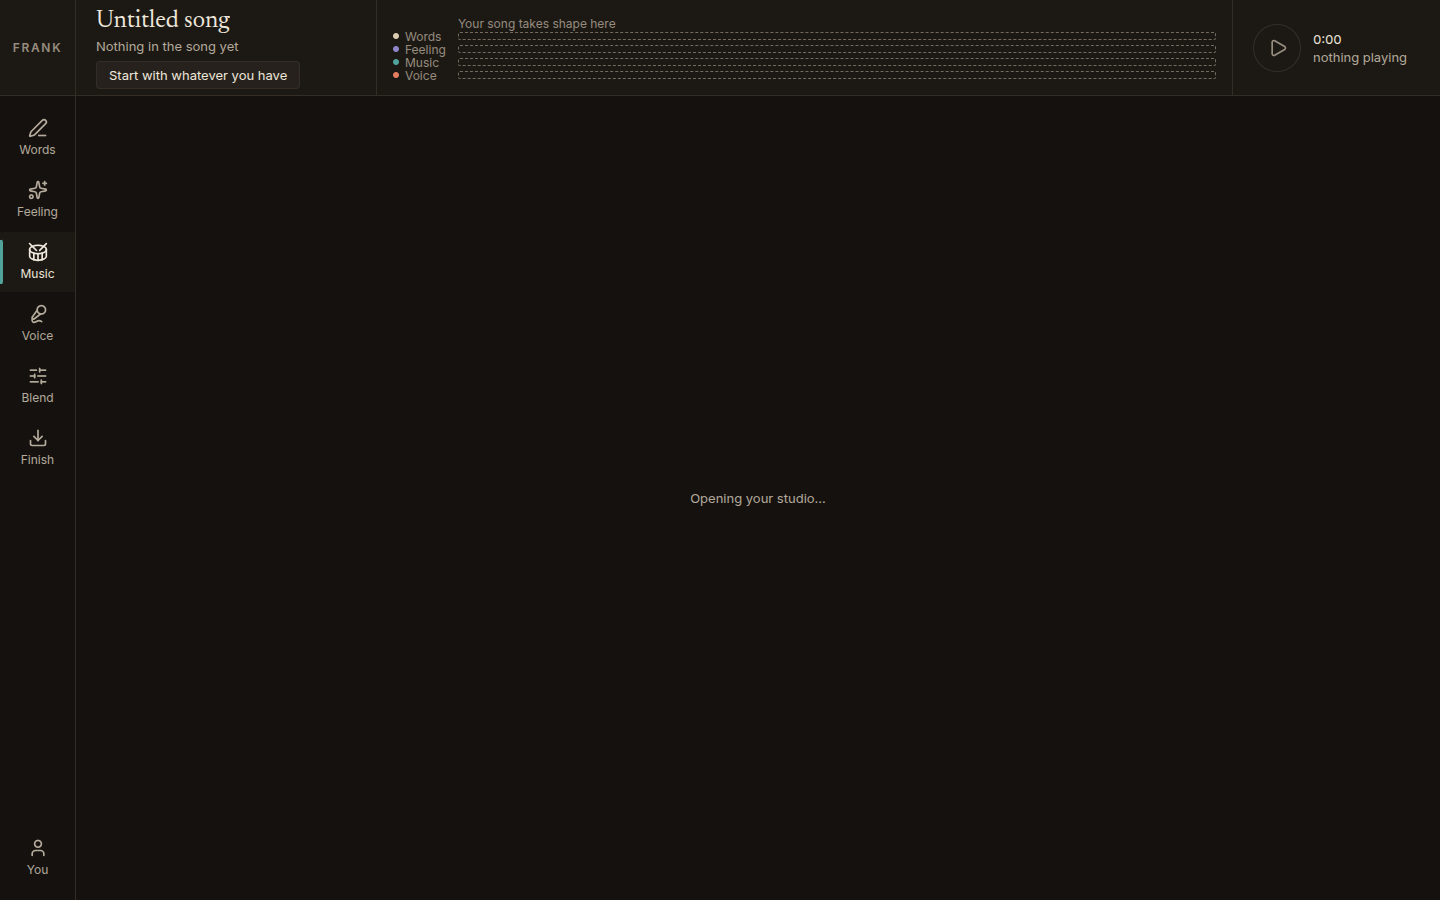 FRANK
Untitled song
Nothing in the song yet
Start with whatever you have
Your song takes shape here
Words
Feeling
Music
Voice
0:00
nothing playing
Words
Feeling
Music
Voice
Blend
Finish
Opening your studio...
You